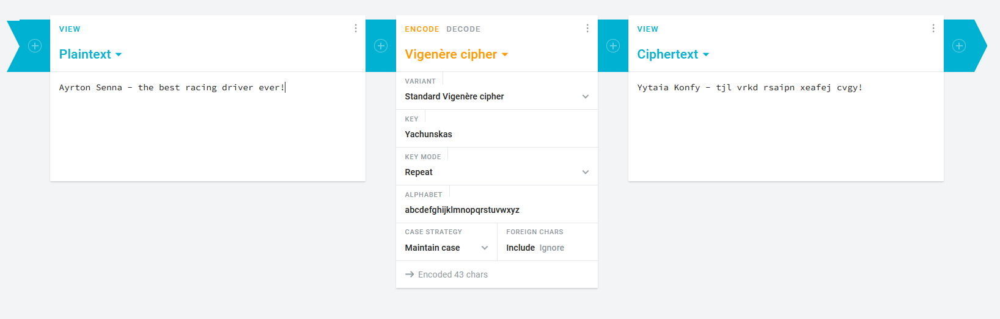 VIEW
Plaintext
Ayrton Senna - the best racing driver ever!
ENCODE DECODE
Vigenère cipher
VARIANT
Standard Vigenère cipher
KEY
Yachunskas
KEY MODE
Repeat
ALPHABET
abcdefghijklmnopqrstuvwxyz
CASE STRATEGY
Maintain case
FOREIGN CHARS
Include Ignore
→ Encoded 43 chars
VIEW
Ciphertext
Yytaia Konfy - tjl vrkd rsaipn xeafej cvgy!